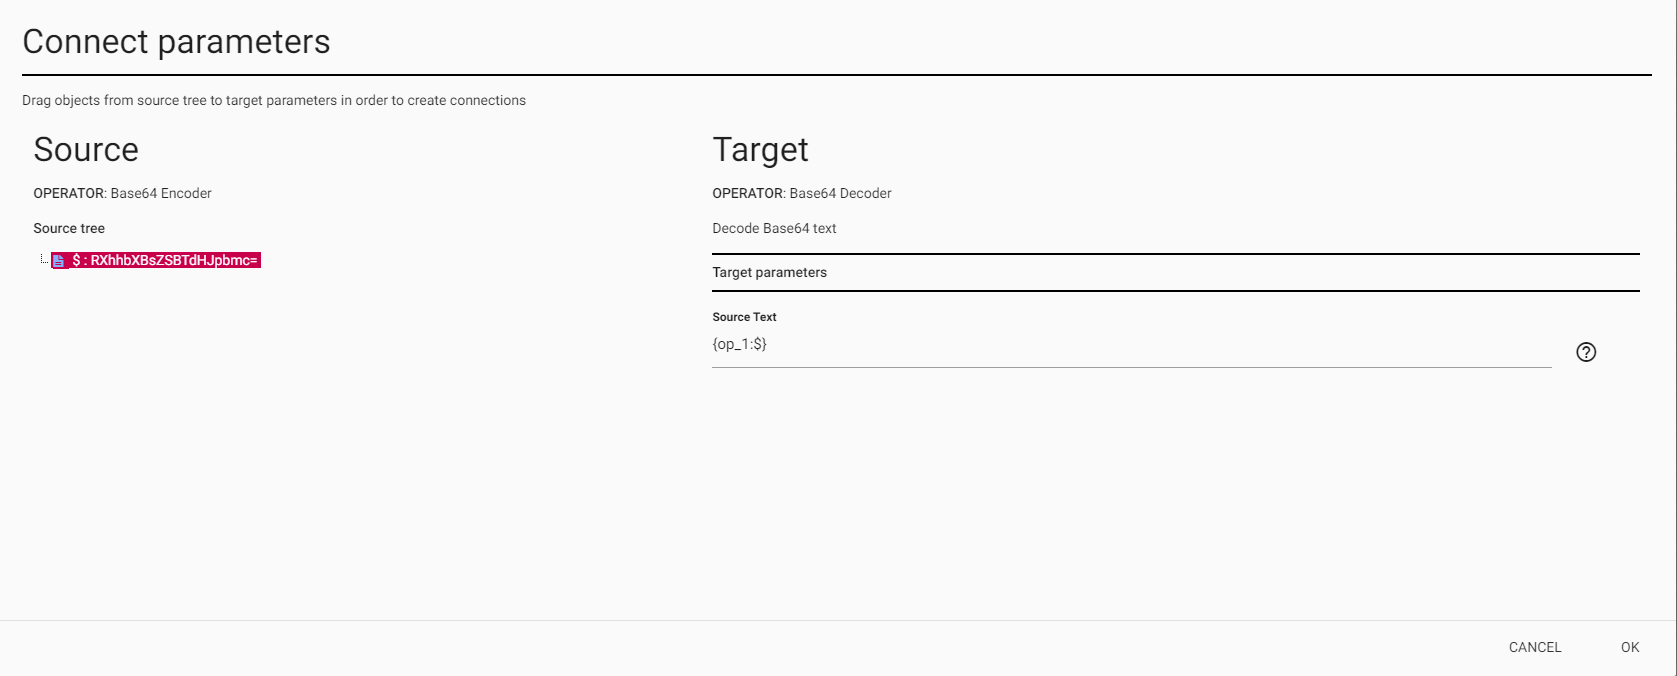 Connect parameters
Drag objects from source tree to target parameters in order to create connections
Source
OPERATOR: Base64 Encoder
Source tree
$ : RXhhbXBsZSBTdHJpbmc=
Target
OPERATOR: Base64 Decoder
Decode Base64 text
Target parameters
Source Text
{op_1:$}
?
CANCEL
OK